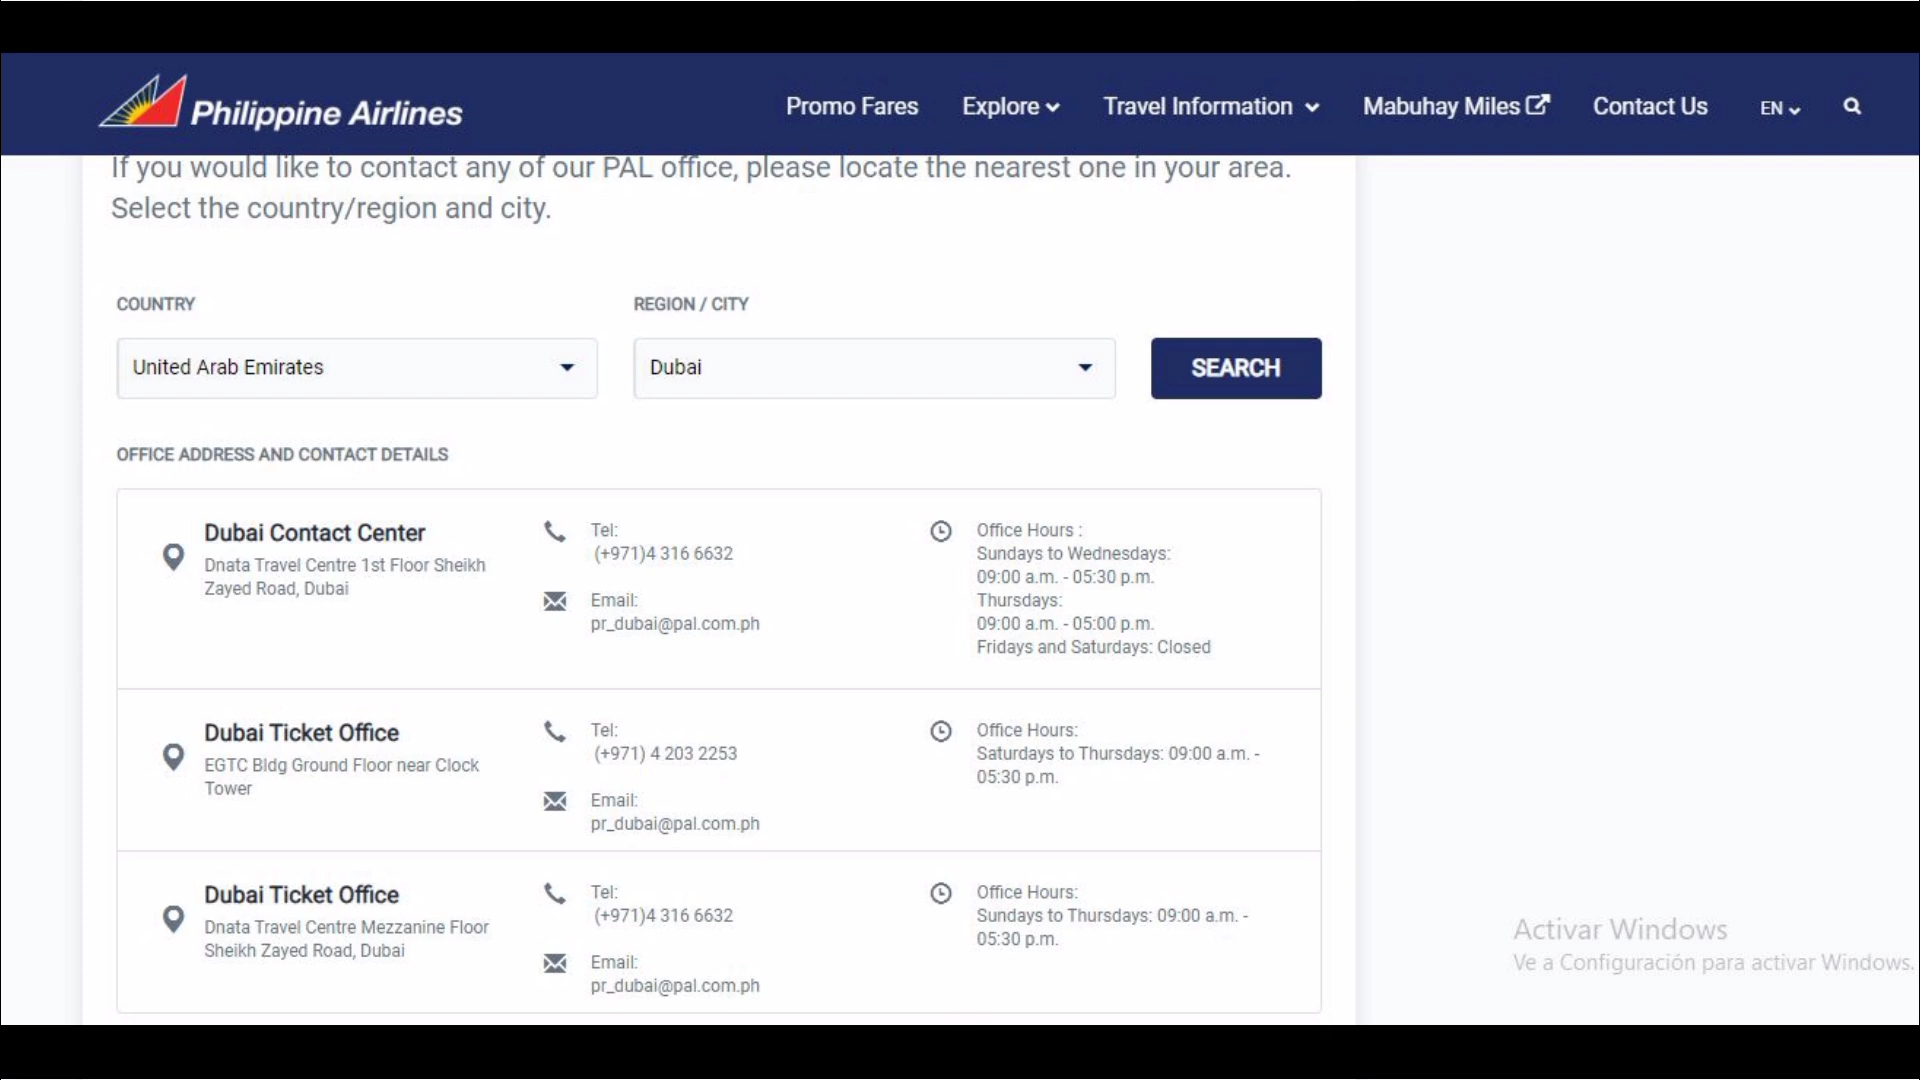 Philippine Airlines
Promo Fares
Explore
Travel Information
Mabuhay Miles
Contact Us
EN
If you would like to contact any of our PAL office, please locate the nearest one in your area.
Select the country/region and city.
COUNTRY
REGION / CITY
United Arab Emirates
Dubai
SEARCH
OFFICE ADDRESS AND CONTACT DETAILS
Dubai Contact Center
Dnata Travel Centre 1st Floor Sheikh
Zayed Road, Dubai
Tel:
(+971)4 316 6632
Email:
pr_dubai@pal.com.ph
Office Hours :
Sundays to Wednesdays:
09:00 a.m. - 05:30 p.m.
Thursdays:
09:00 a.m. - 05:00 p.m.
Fridays and Saturdays: Closed
Dubai Ticket Office
EGTC Bldg Ground Floor near Clock
Tower
Tel:
(+971) 4 203 2253
Email:
pr_dubai@pal.com.ph
Office Hours:
Saturdays to Thursdays: 09:00 a.m. -
05:30 p.m.
Dubai Ticket Office
Dnata Travel Centre Mezzanine Floor
Sheikh Zayed Road, Dubai
Tel:
(+971)4 316 6632
Email:
pr_dubai@pal.com.ph
Office Hours:
Sundays to Thursdays: 09:00 a.m. -
05:30 p.m.
Activar Windows
Ve a Configuración para activar Windows.